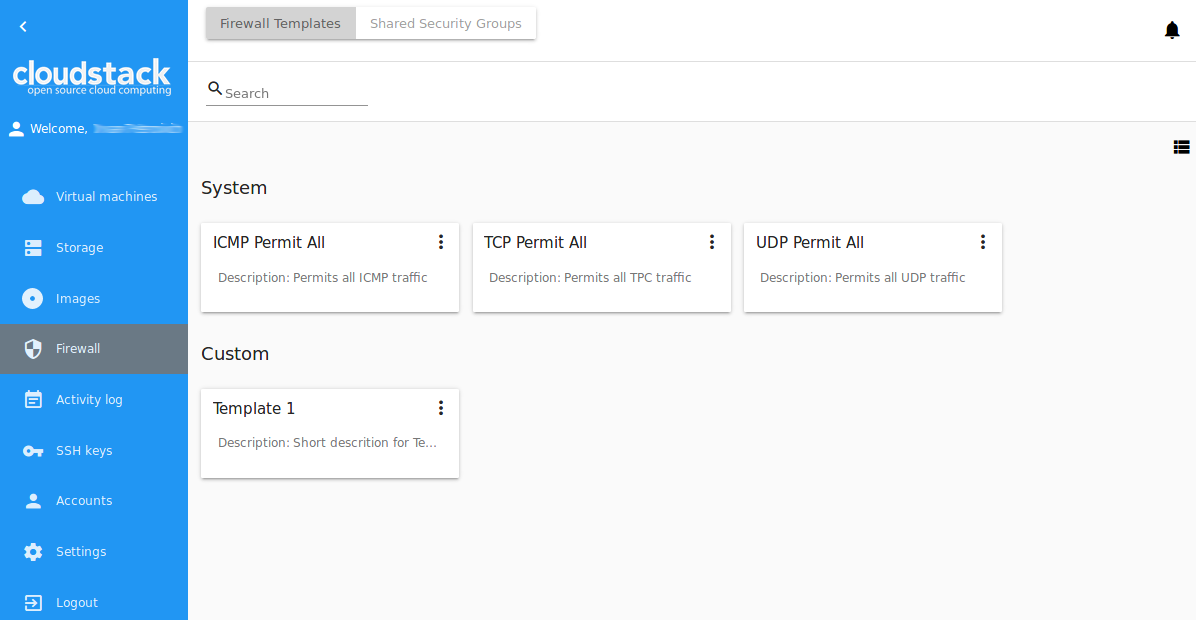 cloudstack
open source cloud computing
Welcome,
Virtual machines
Storage
Images
Firewall
Activity log
SSH keys
Accounts
Settings
Logout
Firewall Templates Shared Security Groups
Search
System
ICMP Permit All
Description: Permits all ICMP traffic
TCP Permit All
Description: Permits all TPC traffic
UDP Permit All
Description: Permits all UDP traffic
Custom
Template 1
Description: Short descrition for Te...